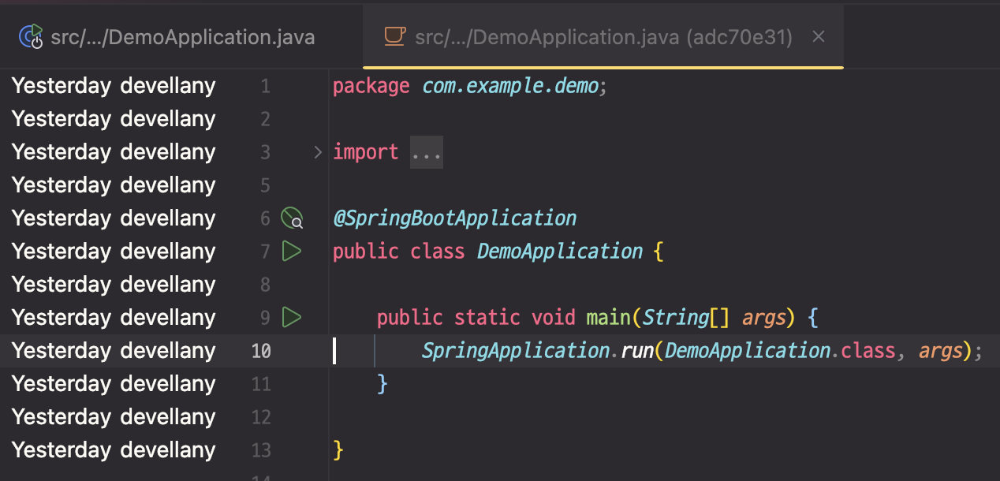 src/.../DemoApplication.java
src/.../DemoApplication.java (adc70e31)
Yesterday devellany 1 package com.example.demo;
Yesterday devellany 2
Yesterday devellany 3 import ...
Yesterday devellany 5
Yesterday devellany 6 @SpringBootApplication
Yesterday devellany 7 public class DemoApplication {
Yesterday devellany 8
Yesterday devellany 9 public static void main(String[] args) {
Yesterday devellany 10 SpringApplication.run(DemoApplication.class, args);
Yesterday devellany 11 }
Yesterday devellany 12
Yesterday devellany 13 }
14